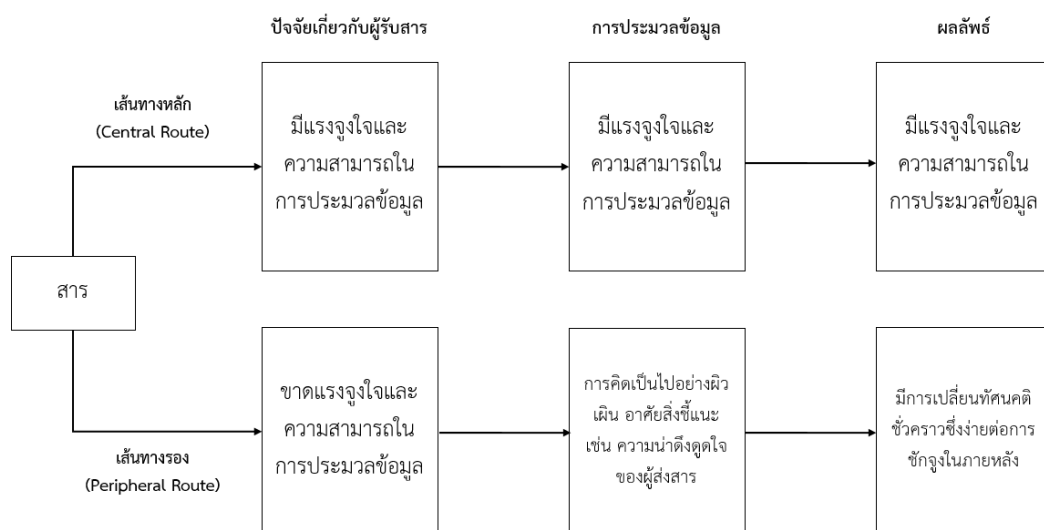 ปัจจัยเกี่ยวกับผู้รับสาร
การประมวลข้อมูล
ผลลัพธ์
เส้นทางหลัก
(Central Route)
มีแรงจูงใจและ
ความสามารถใน
การประมวลข้อมูล
มีแรงจูงใจและ
ความสามารถใน
การประมวลข้อมูล
มีแรงจูงใจและ
ความสามารถใน
การประมวลข้อมูล
สาร
ขาดแรงจูงใจและ
ความสามารถใน
การประมวลข้อมูล
การคิดเป็นไปอย่างผิว
เผิน อาศัยสิ่งชี้แนะ
เช่น ความน่าดึงดูดใจ
ของผู้ส่งสาร
มีการเปลี่ยนทัศนคติ
ชั่วคราวซึ่งง่ายต่อการ
ชักจูงในภายหลัง
เส้นทางรอง
(Peripheral Route)